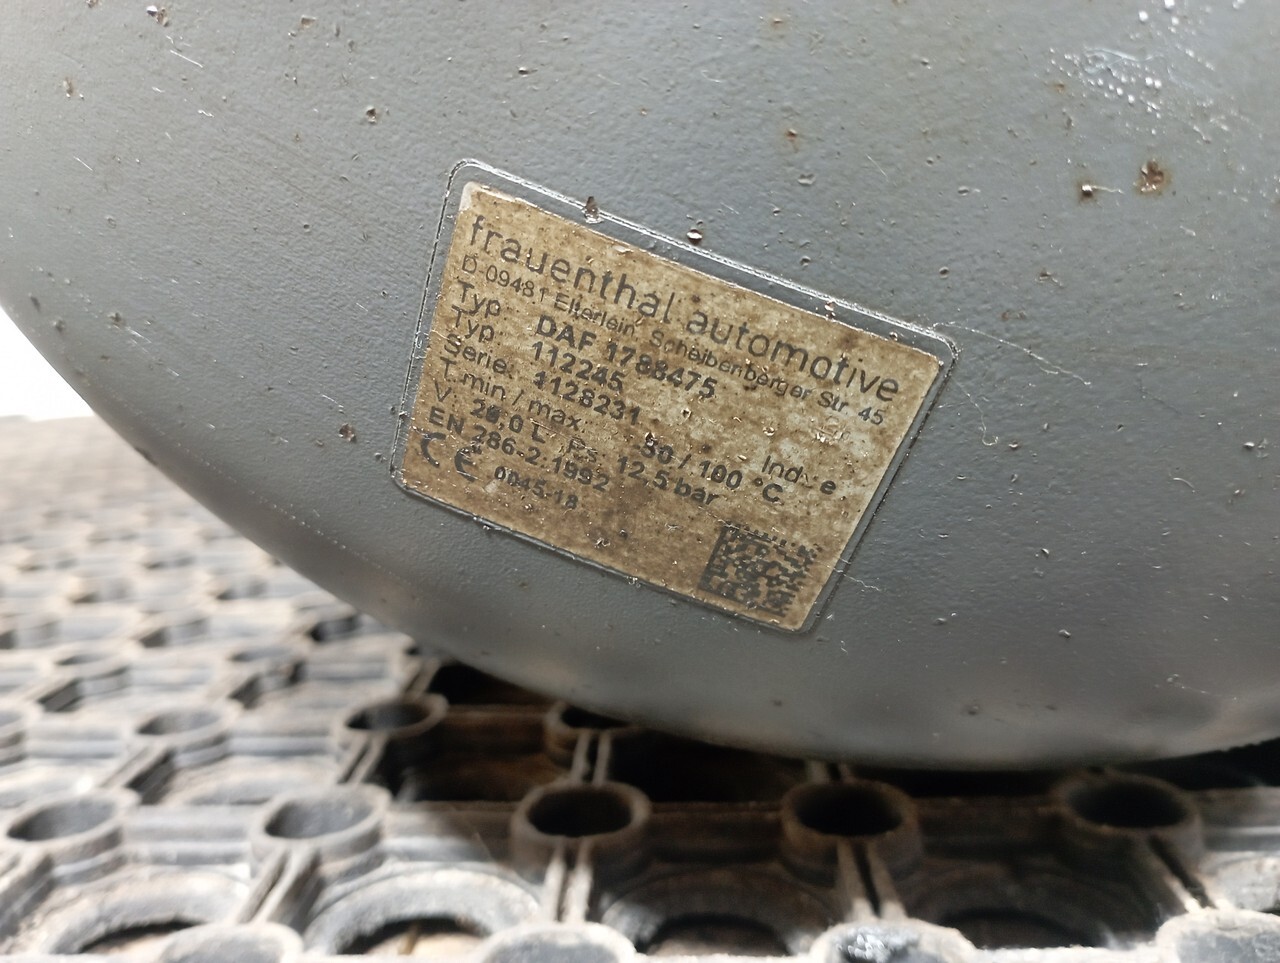 frauenthal automotive
D-09481 Elterlein, Scheibenberger Str. 45
Typ: DAF 1788475
Typ: 112245
Serie: 1128231
T.min / max: 50 / 100 °C
V: 20,0 L Ps: 12,5 bar
EN 286-2:1992
CE 0045 18